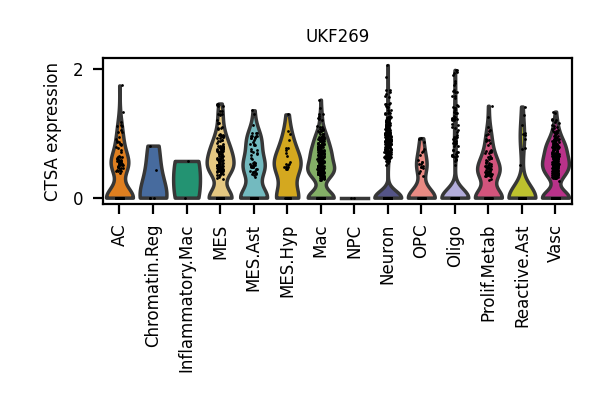 UKF269
CTSA expression
2
0
AC
Chromatin.Reg
Inflammatory.Mac
MES
MES.Ast
MES.Hyp
Mac
NPC
Neuron
OPC
Oligo
Prolif.Metab
Reactive.Ast
Vasc